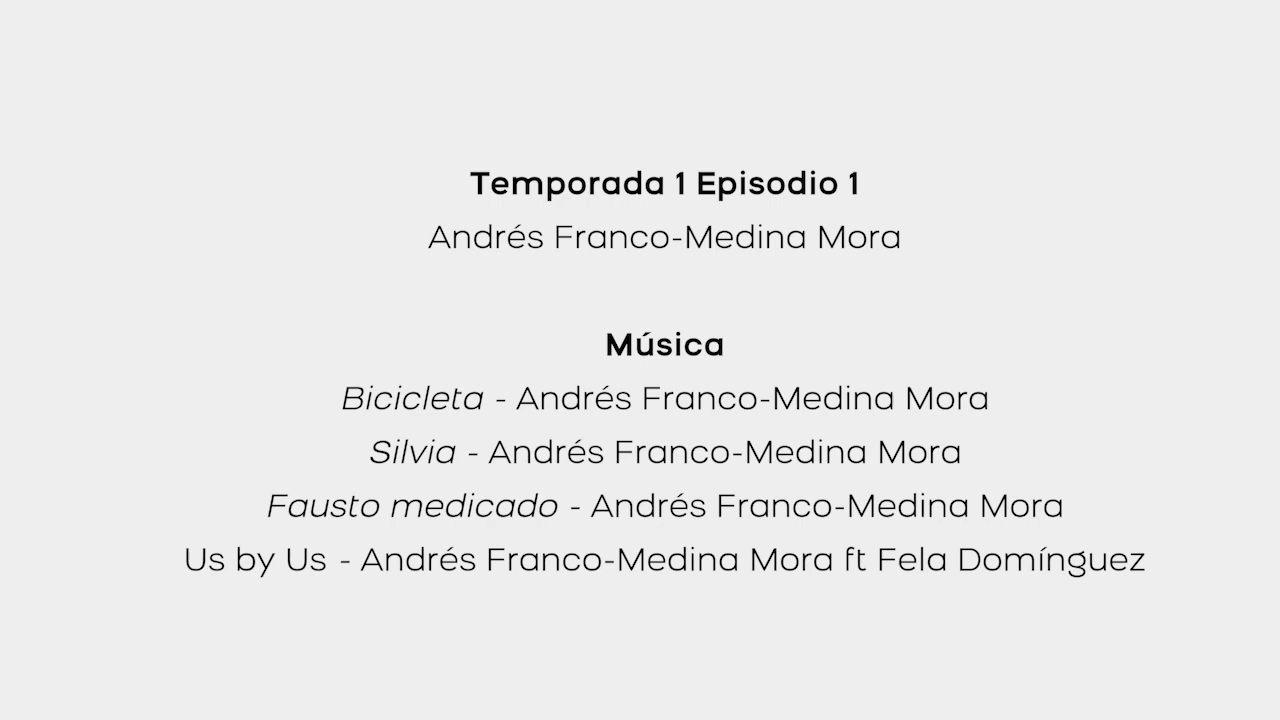 Temporada 1 Episodio 1
Andrés Franco-Medina Mora
Música
Bicicleta - Andrés Franco-Medina Mora
Silvia - Andrés Franco-Medina Mora
Fausto medicado - Andrés Franco-Medina Mora
Us by Us - Andrés Franco-Medina Mora ft Fela Domínguez